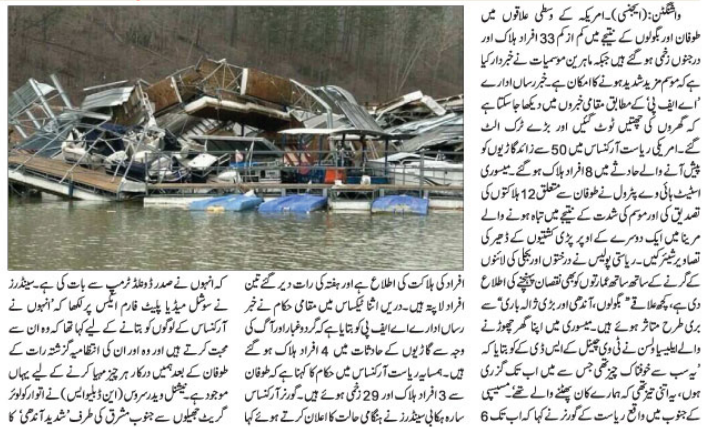 واشنگٹن:(ایجنسی)۔امریکہ کے وسطی علاقوں میں
طوفان اور بگولوں کے نتیجے میں کم از کم 33 افراد ہلاک اور
درجنوں زخمی ہو گئے ہیں جبکہ ماہرین موسمیات نے خبردار کیا
ہے کہ موسم مزید شدید ہونے کا امکان ہے۔خبر رساں ادارے
’اے ایف پی‘ کے مطابق مقامی خبروں میں دیکھا جا سکتا ہے
کہ گھروں کی چھتیں ٹوٹ گئیں اور بڑے ٹرک الٹ
گئے۔امریکی ریاست آرکنساس میں 50 سے زائد گاڑیوں کو
پیش آنے والے حادثے میں 8 افراد ہلاک ہو گئے۔میسوری
اسٹیٹ ہائی وے پٹرول نے طوفان سے متعلق 12 ہلاکتوں کی
تصدیق کی اور موسم کی شدت کے نتیجے میں تباہ ہونے والے
مرینا میں ایک دوسرے کے اوپر پڑی کشتیوں کے ڈھیر کی
تصاویر شیئر کیں۔ریاستی پولیس نے درختوں اور بجلی کی لائنوں
کے گرنے کے ساتھ ساتھ عمارتوں کو بھی نقصان پہنچنے کی اطلاع
دی ہے، کچھ علاقے ”بگولوں، آندھی اور بڑی ژالہ باری“ سے
بری طرح متاثر ہوئے ہیں۔میسوری میں اپنا گھر چھوڑنے
والے ایلیسیا ولسن نے ٹی وی چینل کے ایس ڈی کے کو بتایا کہ
’یہ سب سے خوفناک چیز تھی جس سے میں اب تک گزری
ہوں، یہ اتنی تیز تھی کہ ہمارے کان پھٹنے والے تھے‘۔مسیسپی
کے جنوب میں واقع ریاست کے گورنر نے کہا کہ اب تک 6
افراد کی ہلاکت کی اطلاع ہے اور ہفتہ کی رات دیر گئے تین
افراد لاپتہ ہیں۔دریں اثنا ٹیکساس میں مقامی حکام نے خبر
رساں ادارے اے ایف پی کو بتایا ہے کہ گرد و غبار اور آگ کی
وجہ سے گاڑیوں کے حادثات میں 4 افراد ہلاک ہو گئے
ہیں۔ہمسایہ ریاست آرکنساس میں حکام کا کہنا ہے کہ طوفان
سے 3 افراد ہلاک اور 29 زخمی ہوئے ہیں۔گورنر آرکنساس
سارہ ہکابی سینڈرز نے ہنگامی حالت کا اعلان کرتے ہوئے کہا
کہ انہوں نے صدر ڈونلڈ ٹرمپ سے بات کی ہے۔سینڈرز
نے سوشل میڈیا پلیٹ فارم ایکس پر لکھا کہ ’انہوں نے
آرکنساس کے لوگوں کو بتانے کے لیے کہا تھا کہ وہ ان سے
محبت کرتے ہیں اور وہ اور ان کی انتظامیہ گزشتہ رات کے
طوفان کے بعد ہمیں درکار ہر چیز مہیا کرنے کے لیے یہاں
موجود ہے۔نیشنل ویدر سروس (این ڈبلیو ایس) نے اتوار کو لوئر
گریٹ جھیلوں سے جنوب مشرق کی طرف ’شدید آندھی‘ کا